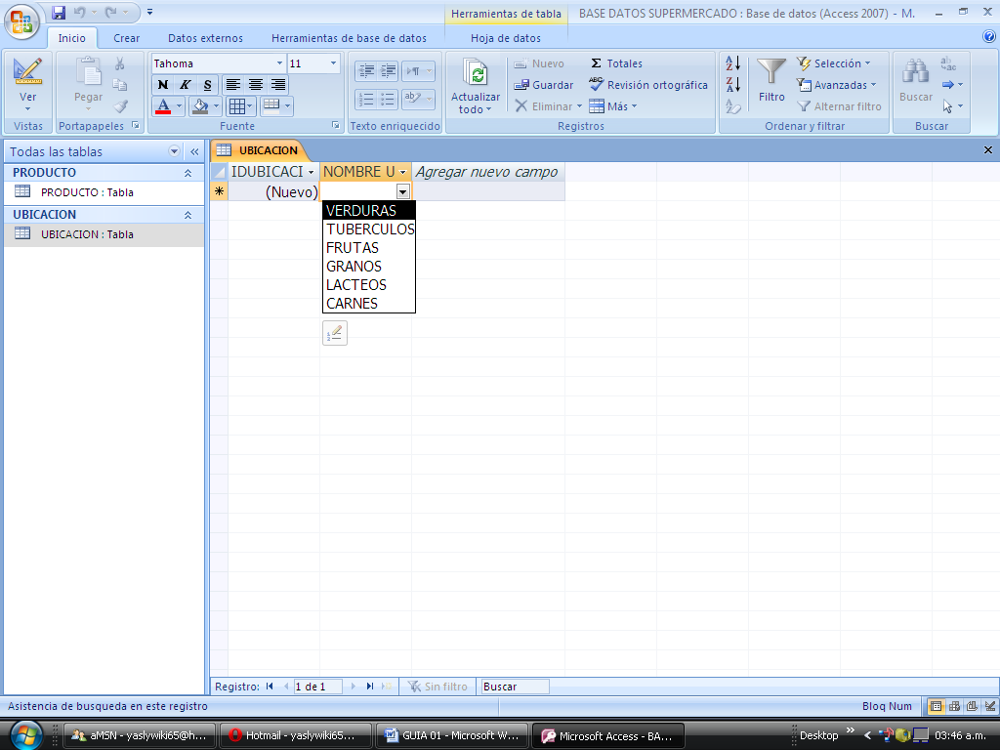 Herramientas de tabla
BASE DATOS SUPERMERCADO : Base de datos (Access 2007) - M.
Inicio
Crear
Datos externos
Herramientas de base de datos
Hoja de datos
Ver
Vistas
Pegar
Portapapeles
Tahoma
11
N K S
A
Fuente
Texto enriquecido
Actualizar
todo
Nuevo
Guardar
Eliminar
Σ Totales
ABC Revisión ortográfica
Más
Registros
Filtro
Selección
Avanzadas
Alternar filtro
Ordenar y filtrar
Buscar
Buscar
Todas las tablas «
PRODUCTO
PRODUCTO : Tabla
UBICACION
UBICACION : Tabla
UBICACION
IDUBICACI NOMBRE U Agregar nuevo campo
* (Nuevo)
VERDURAS
TUBERCULOS
FRUTAS
GRANOS
LACTEOS
CARNES
Registro: 1 de 1 Sin filtro Buscar
Asistencia de busqueda en este registro
Bloq Num
aMSN - yaslywiki65@h...
Hotmail - yaslywiki65...
GUIA 01 - Microsoft W...
Microsoft Access - BA...
Desktop » 03:46 a.m.